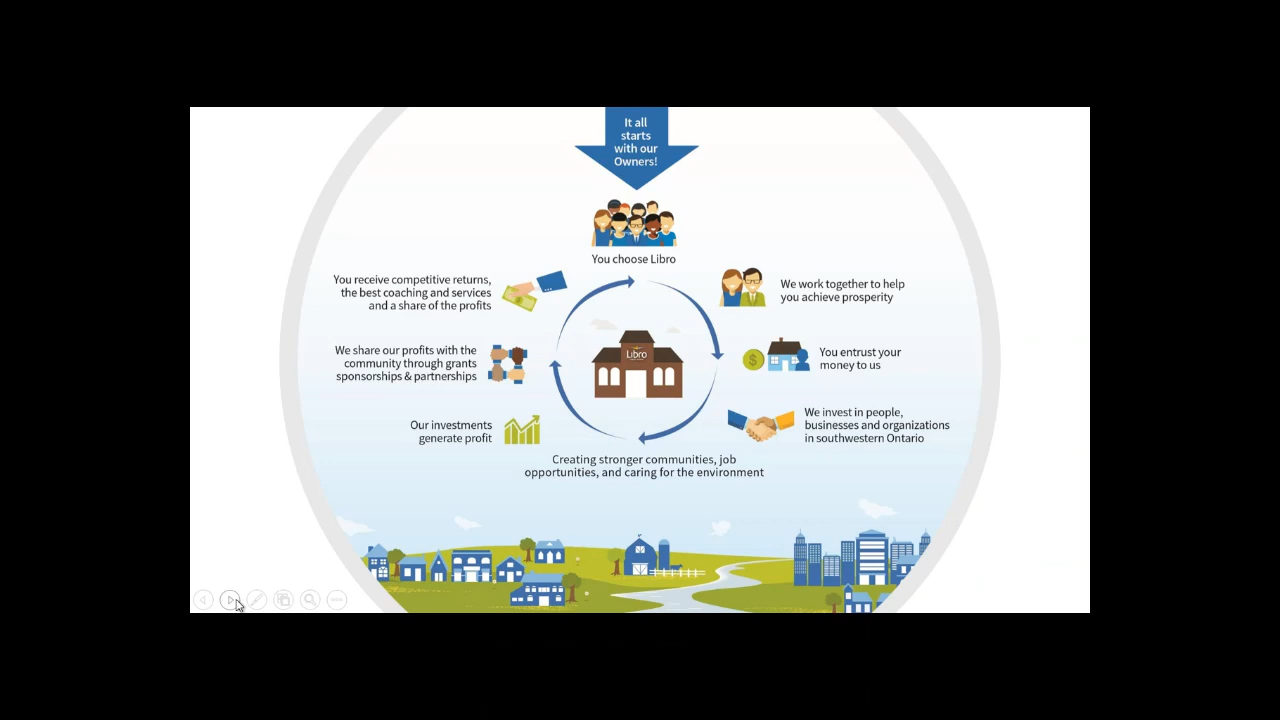 It all
starts
with our
Owners!
You choose Libro
We work together to help
you achieve prosperity
You entrust your
money to us
We invest in people,
businesses and organizations
in southwestern Ontario
Creating stronger communities, job
opportunities, and caring for the environment
Our investments
generate profit
We share our profits with the
community through grants
sponsorships & partnerships
You receive competitive returns,
the best coaching and services
and a share of the profits
Libro
$